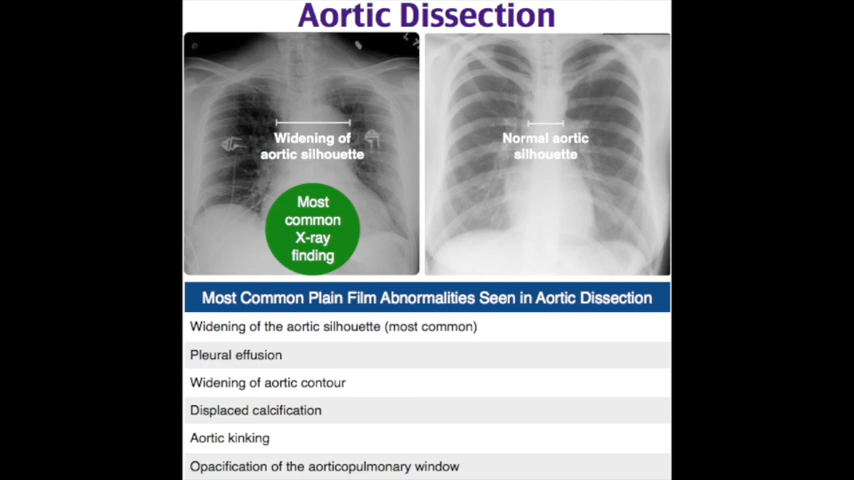 Aortic Dissection
Widening of
aortic silhouette
Most
common
X-ray
finding
Normal aortic
silhouette
Most Common Plain Film Abnormalities Seen in Aortic Dissection
Widening of the aortic silhouette (most common)
Pleural effusion
Widening of aortic contour
Displaced calcification
Aortic kinking
Opacification of the aorticopulmonary window